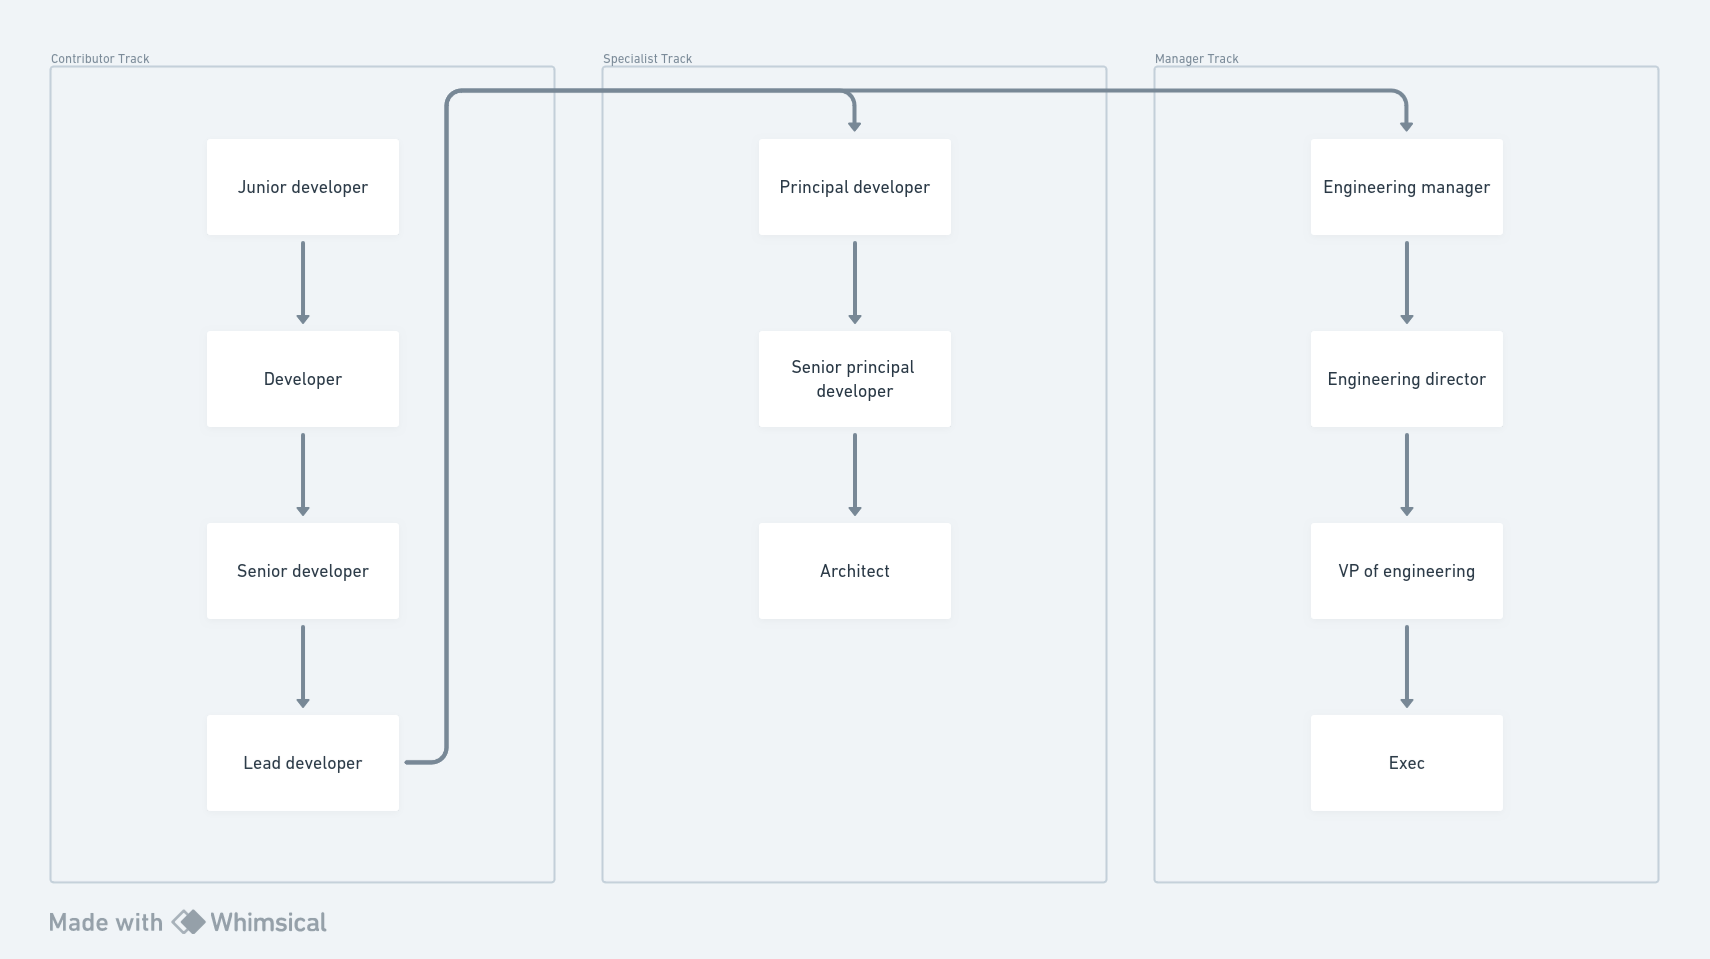 Contributor Track
Specialist Track
Manager Track
Junior developer
Developer
Senior developer
Lead developer
Principal developer
Senior principal
developer
Architect
Engineering manager
Engineering director
VP of engineering
Exec
Made with Whimsical